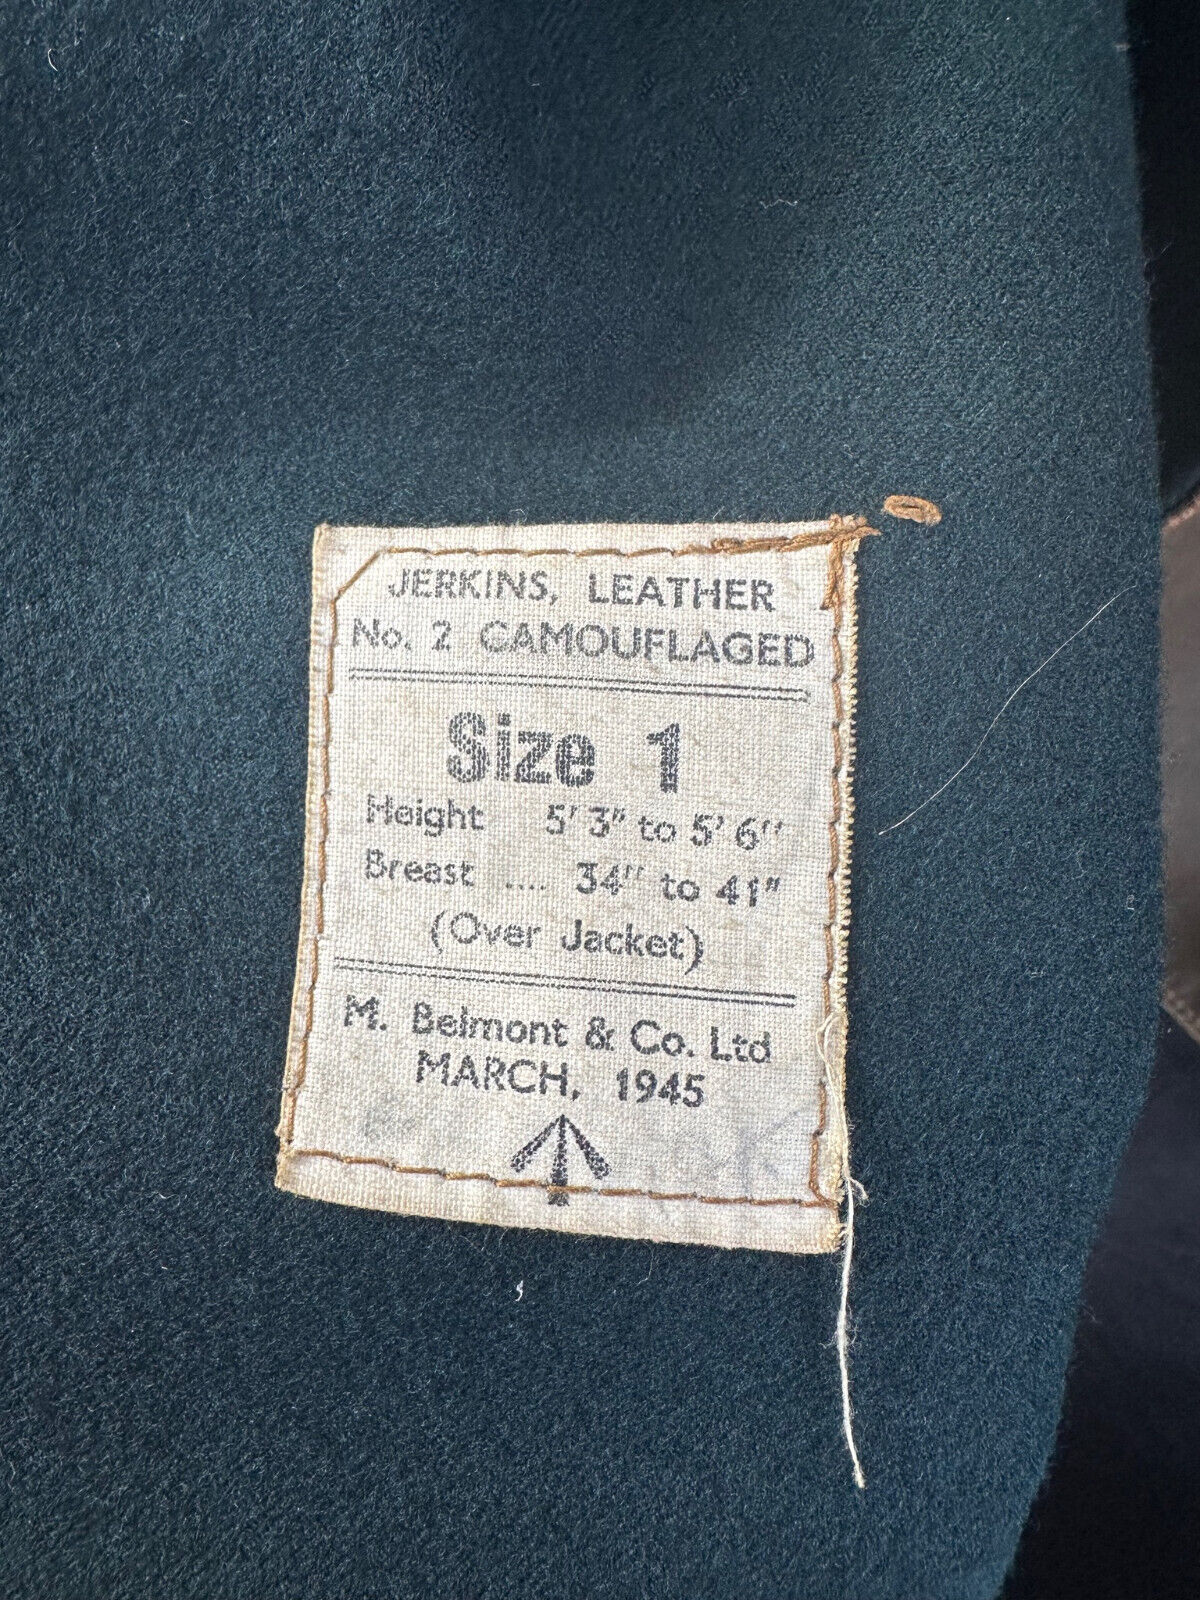 JERKINS, LEATHER
No. 2 CAMOUFLAGED
Size 1
Height 5' 3" to 5' 6"
Breast .... 34" to 41"
(Over Jacket)
M. Belmont & Co. Ltd
MARCH, 1945